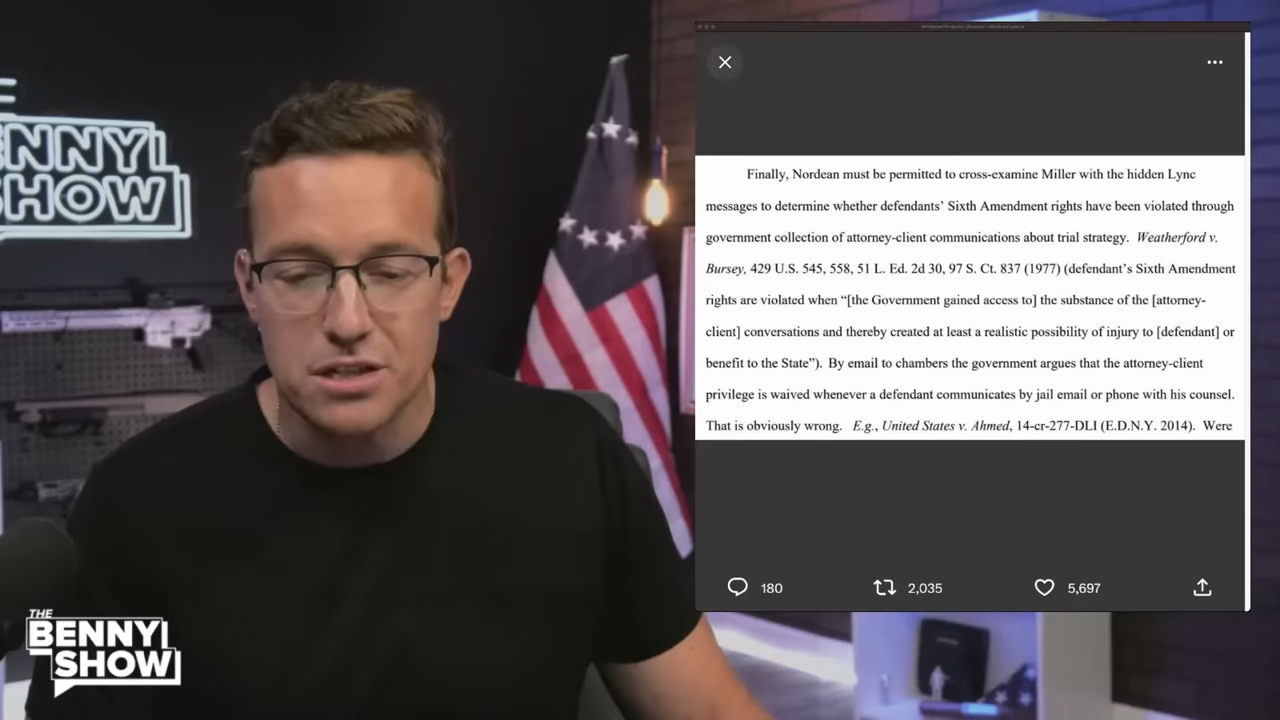 ENNY
SHOW
Finally, Nordean must be permitted to cross-examine Miller with the hidden Lync
messages to determine whether defendants' Sixth Amendment rights have been violated through
government collection of attorney-client communications about trial strategy. Weatherford v.
Bursey, 429 U.S. 545, 558, 51 L. Ed. 2d 30, 97 S. Ct. 837 (1977) (defendant's Sixth Amendment
rights are violated when “[the Government gained access to] the substance of the [attorney-
client] conversations and thereby created at least a realistic possibility of injury to [defendant] or
benefit to the State”). By email to chambers the government argues that the attorney-client
privilege is waived whenever a defendant communicates by jail email or phone with his counsel.
That is obviously wrong. E.g., United States v. Ahmed, 14-cr-277-DLI (E.D.N.Y. 2014). Were
180 2,035 5,697
THE
BENNY
SHOW